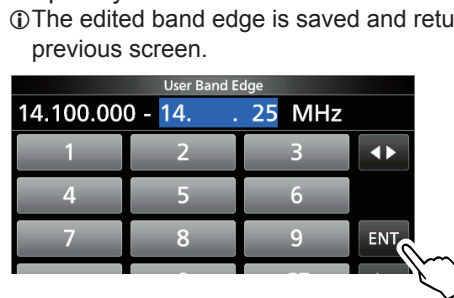 ⓘThe edited band edge is saved and retu
previous screen.
User Band Edge
14.100.000 - 14. . 25 MHz
1 2 3 ◀▶
4 5 6
7 8 9 ENT